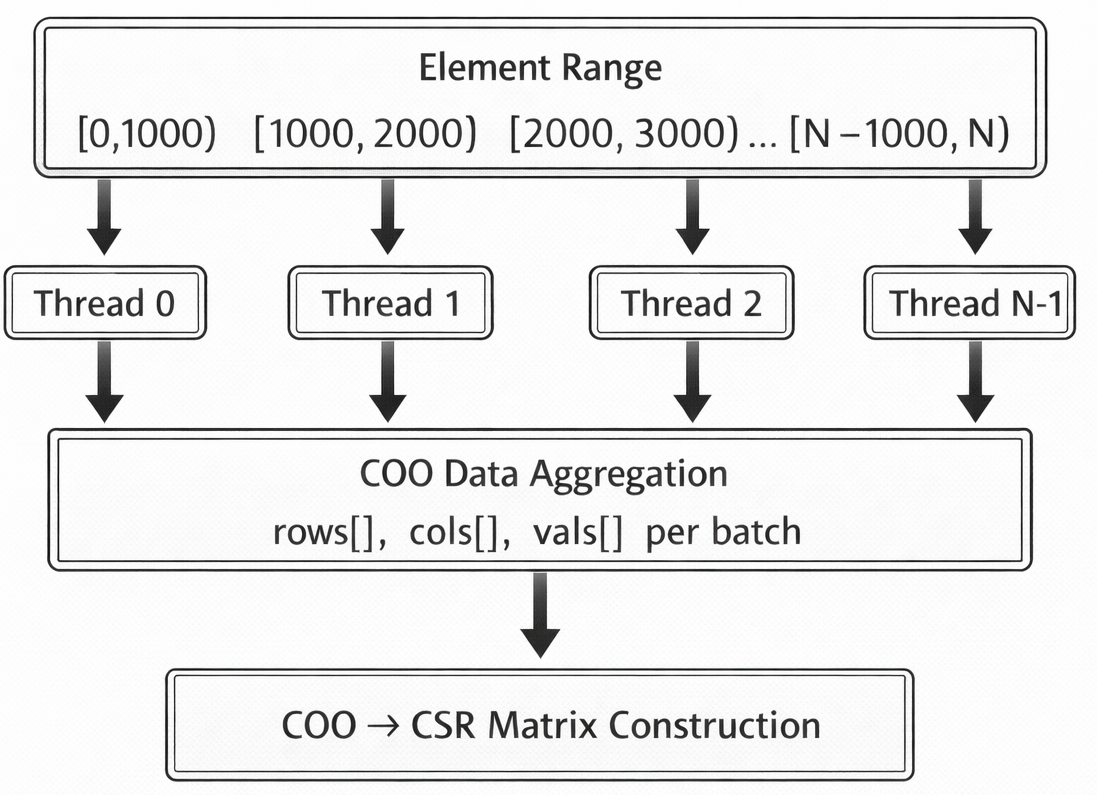 Element Range
[0,1000) [1000, 2000) [2000, 3000) ... [N –1000, N)
Thread 0 Thread 1 Thread 2 Thread N-1
COO Data Aggregation
rows[], cols[], vals[] per batch
COO → CSR Matrix Construction